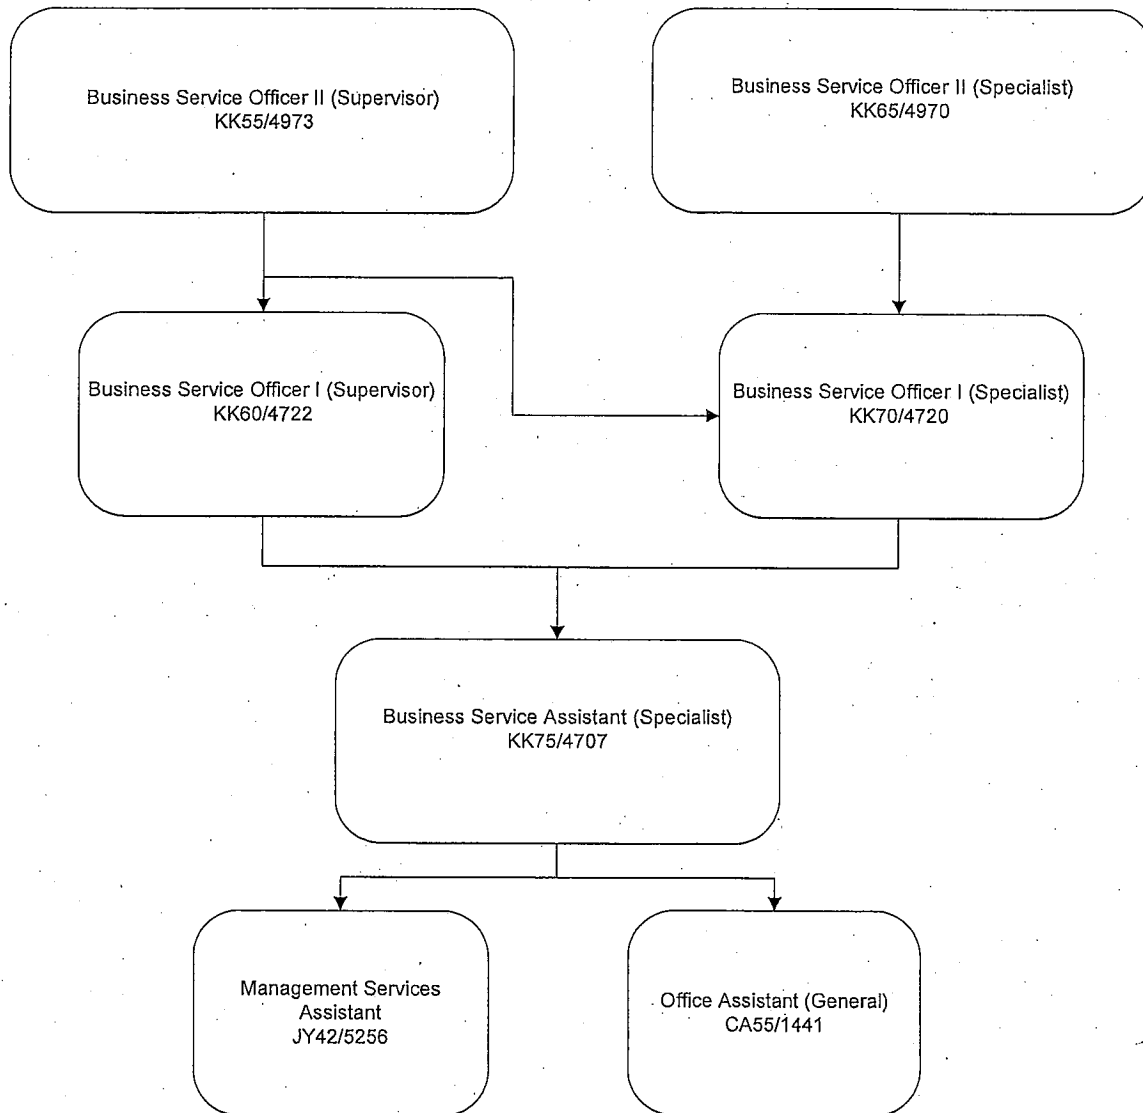 Business Service Officer II (Supervisor)
KK55/4973
Business Service Officer II (Specialist)
KK65/4970
Business Service Officer I (Supervisor)
KK60/4722
Business Service Officer I (Specialist)
KK70/4720
Business Service Assistant (Specialist)
KK75/4707
Management Services
Assistant
JY42/5256
Office Assistant (General)
CA55/1441